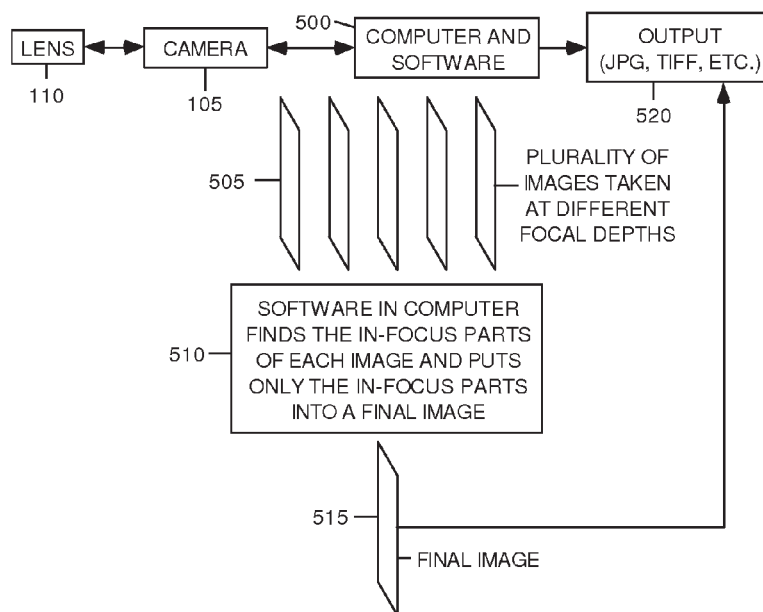 500
LENS
CAMERA
COMPUTER AND
SOFTWARE
OUTPUT
(JPG, TIFF, ETC.)
110
105
520
505
PLURALITY OF
IMAGES TAKEN
AT DIFFERENT
FOCAL DEPTHS
510
SOFTWARE IN COMPUTER
FINDS THE IN-FOCUS PARTS
OF EACH IMAGE AND PUTS
ONLY THE IN-FOCUS PARTS
INTO A FINAL IMAGE
515
FINAL IMAGE